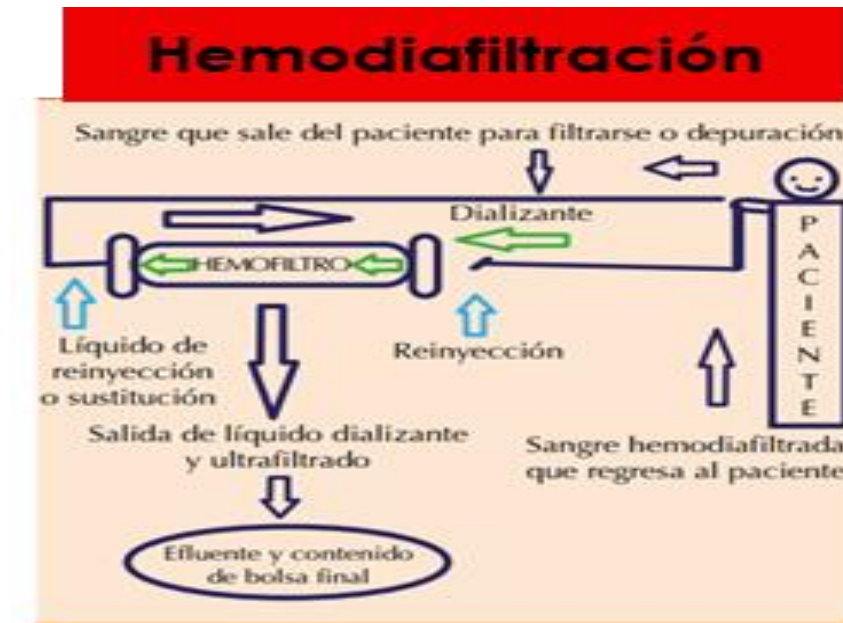 Hemodiafiltración
Sangre que sale del paciente para filtrarse o depuración
Dializante
HEMOFILTRO
PACIENTE
Líquido de
reinyección
o sustitución
Reinyección
Salida de líquido dializante
y ultrafiltrado
Sangre hemodiafiltrada
que regresa al paciente
Efluente y contenido
de bolsa final